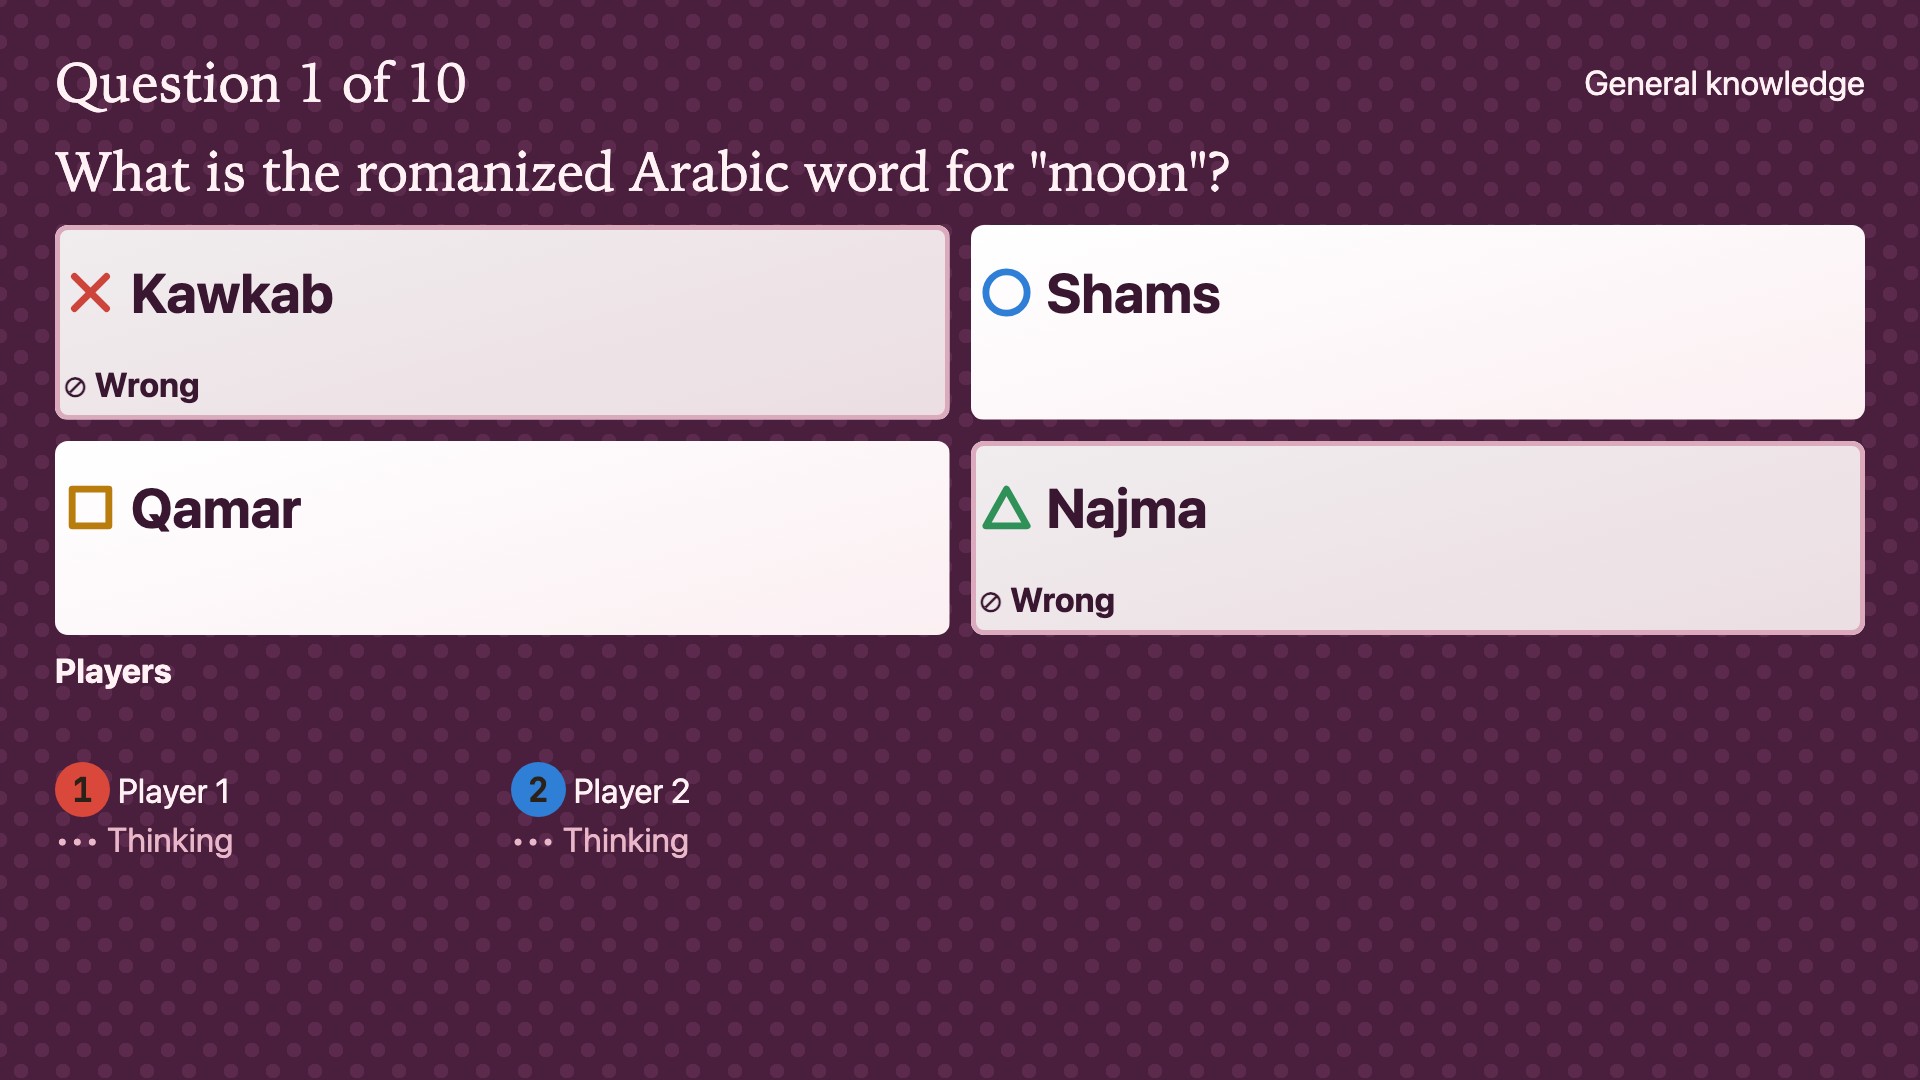 Question 1 of 10
General knowledge
What is the romanized Arabic word for "moon"?
Kawkab
Wrong
Shams
Qamar
Najma
Wrong
Players
1 Player 1
Thinking
2 Player 2
Thinking